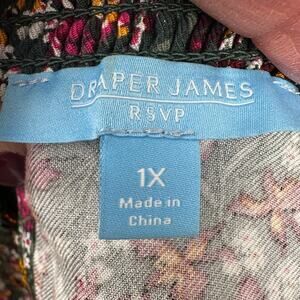 DRAPER JAMES
RSVP
1X
Made in
China